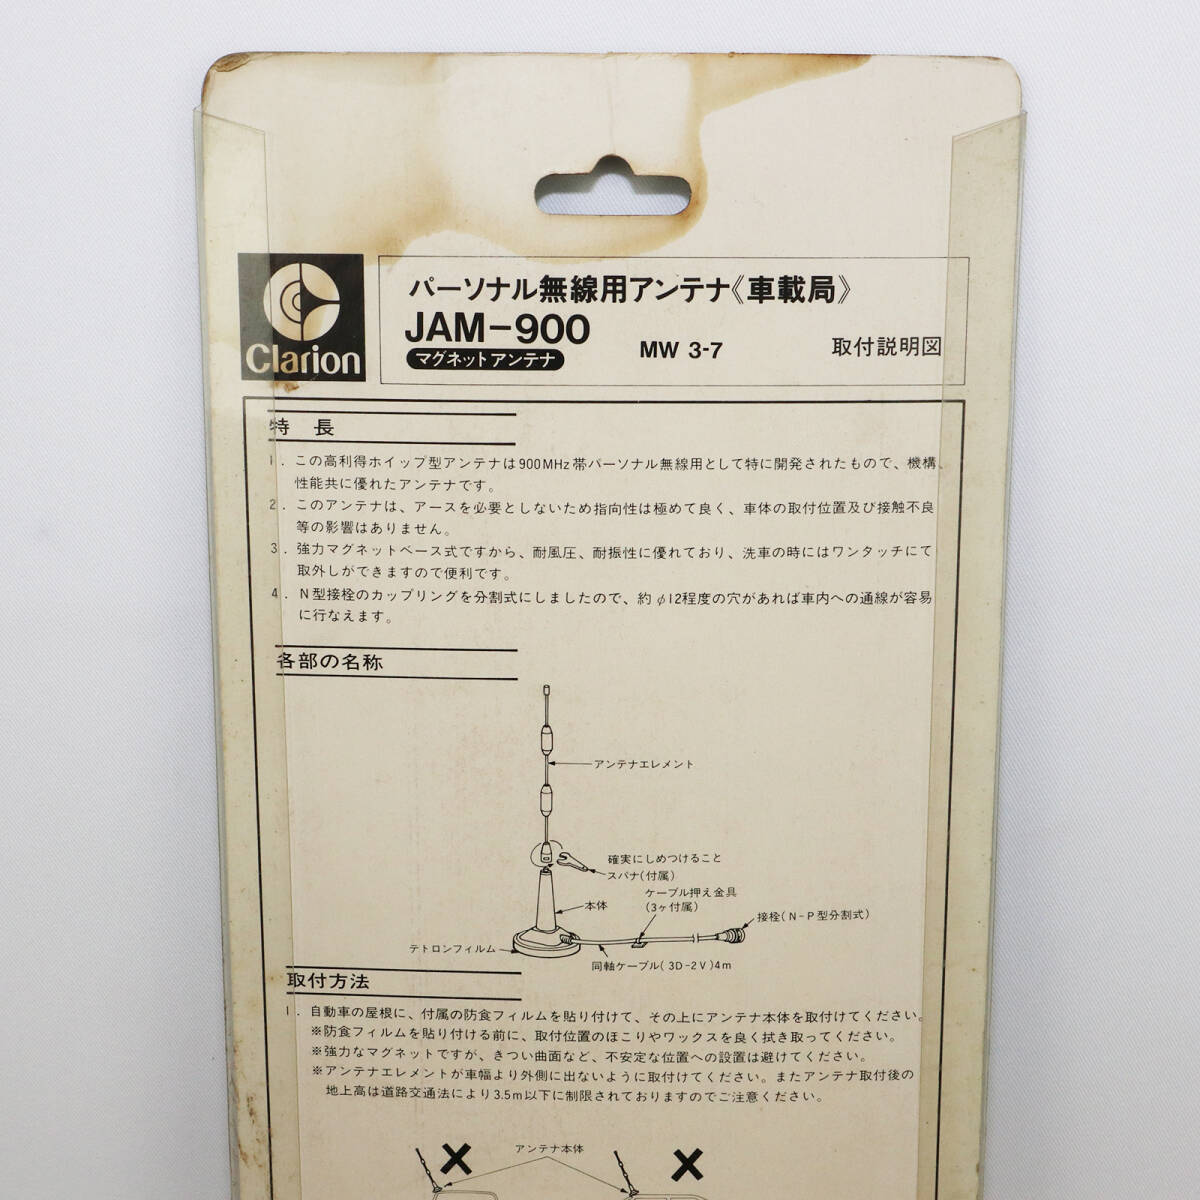 Clarion
パーソナル無線用アンテナ《車載局》
JAM-900
マグネットアンテナ
MW 3-7
取付説明図
特 長
1. この高利得ホイップ型アンテナは900MHz帯パーソナル無線用として特に開発されたもので、機構、
性能共に優れたアンテナです。
2. このアンテナは、アースを必要としないため指向性は極めて良く、車体の取付位置及び接触不良
等の影響はありません。
3. 強力マグネットベース式ですから、耐風圧、耐振性に優れており、洗車の時にはワンタッチにて
取外しができますので便利です。
4. N型接栓のカップリングを分割式にしましたので、約φ12程度の穴があれば車内への通線が容易
に行なえます。
各部の名称
アンテナエレメント
確実にしめつけること
スパナ(付属)
ケーブル押え金具
(3ヶ付属)
本体
接栓(N-P型分割式)
テトロンフィルム
同軸ケーブル(3D-2V)4m
取付方法
1. 自動車の屋根に、付属の防食フィルムを貼り付けて、その上にアンテナ本体を取付けてください。
※防食フィルムを貼り付ける前に、取付位置のほこりやワックスを良く拭き取ってください。
※強力なマグネットですが、きつい曲面など、不安定な位置への設置は避けてください。
※アンテナエレメントが車幅より外側に出ないように取付けてください。またアンテナ取付後の
地上高は道路交通法により3.5m以下に制限されておりますのでご注意ください。
アンテナ本体